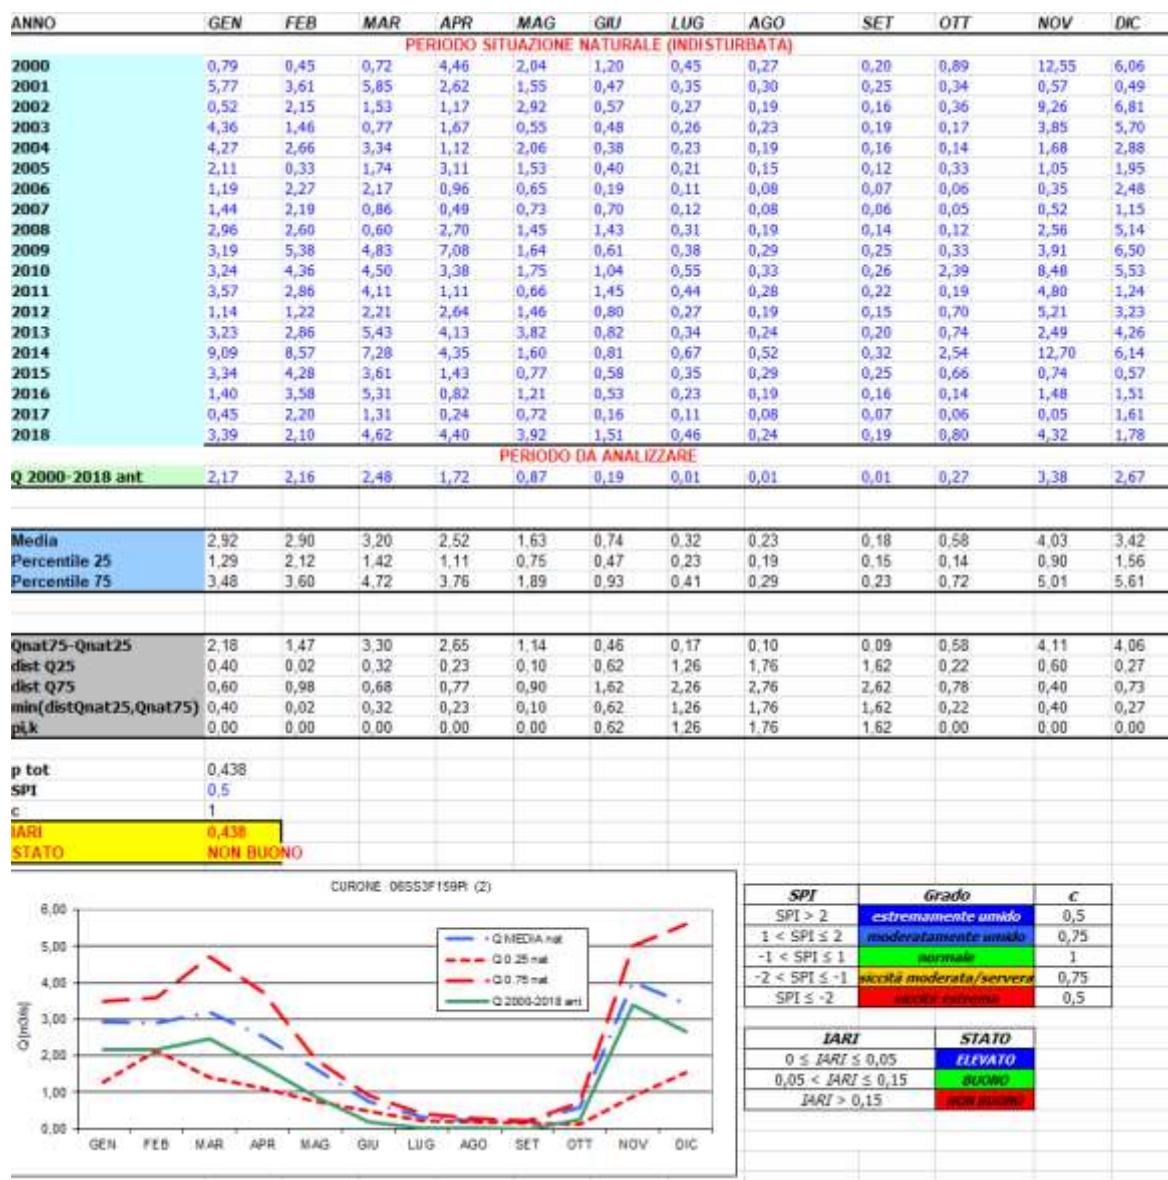 ANNO GEN FEB MAR APR MAG GIU LUG AGO SET OTT NOV DIC
PERIODO SITUAZIONE NATURALE (INDISTURBATA)
2000 0,79 0,45 0,72 4,46 2,04 1,20 0,45 0,27 0,20 0,89 12,55 6,06
2001 5,77 3,61 5,85 2,62 1,55 0,47 0,35 0,30 0,25 0,34 0,57 0,49
2002 0,52 2,15 1,53 1,17 2,92 0,57 0,27 0,19 0,16 0,36 9,26 6,81
2003 4,36 1,46 0,77 1,67 0,55 0,48 0,26 0,23 0,19 0,17 3,85 5,70
2004 4,27 2,66 3,34 1,12 2,06 0,38 0,23 0,19 0,16 0,14 1,68 2,88
2005 2,11 0,33 1,74 3,11 1,53 0,40 0,21 0,15 0,12 0,33 1,05 1,95
2006 1,19 2,27 2,17 0,96 0,65 0,19 0,11 0,08 0,07 0,06 0,35 2,48
2007 1,44 2,19 0,86 0,49 0,73 0,70 0,12 0,08 0,06 0,05 0,52 1,15
2008 2,96 2,60 0,60 2,70 1,45 1,43 0,31 0,19 0,14 0,12 2,56 5,14
2009 3,19 5,38 4,83 7,08 1,64 0,61 0,38 0,29 0,25 0,33 3,91 6,50
2010 3,24 4,36 4,50 3,38 1,75 1,04 0,55 0,33 0,26 2,39 8,48 5,53
2011 3,57 2,86 4,11 1,11 0,66 1,45 0,44 0,28 0,22 0,19 4,80 1,24
2012 1,14 1,22 2,21 2,64 1,46 0,80 0,27 0,19 0,15 0,70 5,21 3,23
2013 3,23 2,86 5,43 4,13 3,82 0,82 0,34 0,24 0,20 0,74 2,49 4,26
2014 9,09 8,57 7,28 4,35 1,60 0,81 0,67 0,52 0,32 2,54 12,70 6,14
2015 3,34 4,28 3,61 1,43 0,77 0,58 0,35 0,29 0,25 0,66 0,74 0,57
2016 1,40 3,58 5,31 0,82 1,21 0,53 0,23 0,19 0,16 0,14 1,48 1,51
2017 0,45 2,20 1,31 0,24 0,72 0,16 0,11 0,08 0,07 0,06 0,05 1,61
2018 3,39 2,10 4,62 4,40 3,92 1,51 0,46 0,24 0,19 0,80 4,32 1,78
PERIODO DA ANALIZZARE
Q 2000-2018 ant 2,17 2,16 2,48 1,72 0,87 0,19 0,01 0,01 0,01 0,27 3,38 2,67
Media 2,92 2,90 3,20 2,52 1,63 0,74 0,32 0,23 0,18 0,58 4,03 3,42
Percentile 25 1,29 2,12 1,42 1,11 0,75 0,47 0,23 0,19 0,15 0,14 0,90 1,56
Percentile 75 3,48 3,60 4,72 3,76 1,89 0,93 0,41 0,29 0,23 0,72 5,01 5,61
Qnat75-Qnat25 2,18 1,47 3,30 2,65 1,14 0,46 0,17 0,10 0,09 0,58 4,11 4,06
dist Q25 0,40 0,02 0,32 0,23 0,10 0,62 1,26 1,76 1,62 0,22 0,60 0,27
dist Q75 0,60 0,98 0,68 0,77 0,90 1,62 2,26 2,76 2,62 0,78 0,40 0,73
min(distQnat25,Qnat75) 0,40 0,02 0,32 0,23 0,10 0,62 1,26 1,76 1,62 0,22 0,40 0,27
pi,k 0,00 0,00 0,00 0,00 0,00 0,62 1,26 1,76 1,62 0,00 0,00 0,00
p tot 0,438
SPI 0,5
c 1
IARI 0,438
STATO NON BUONO
CURONE 06SS3F159PI (2)
Q[m3/s]
6,00
5,00
4,00
3,00
2,00
1,00
0,00
GEN FEB MAR APR MAG GIU LUG AGO SET OTT NOV DIC
Q MEDIA nat
Q 0.25 nat
Q 0.75 nat
Q 2000-2018 ant
SPI Grado c
SPI > 2 estremamente umido 0,5
1 < SPI ≤ 2 moderatamente umido 0,75
-1 < SPI ≤ 1 normale 1
-2 < SPI ≤ -1 siccità moderata/severa 0,75
SPI ≤ -2 siccità estrema 0,5
IARI STATO
0 ≤ IARI ≤ 0,05 ELEVATO
0,05 < IARI ≤ 0,15 BUONO
IARI > 0,15 NON BUONO